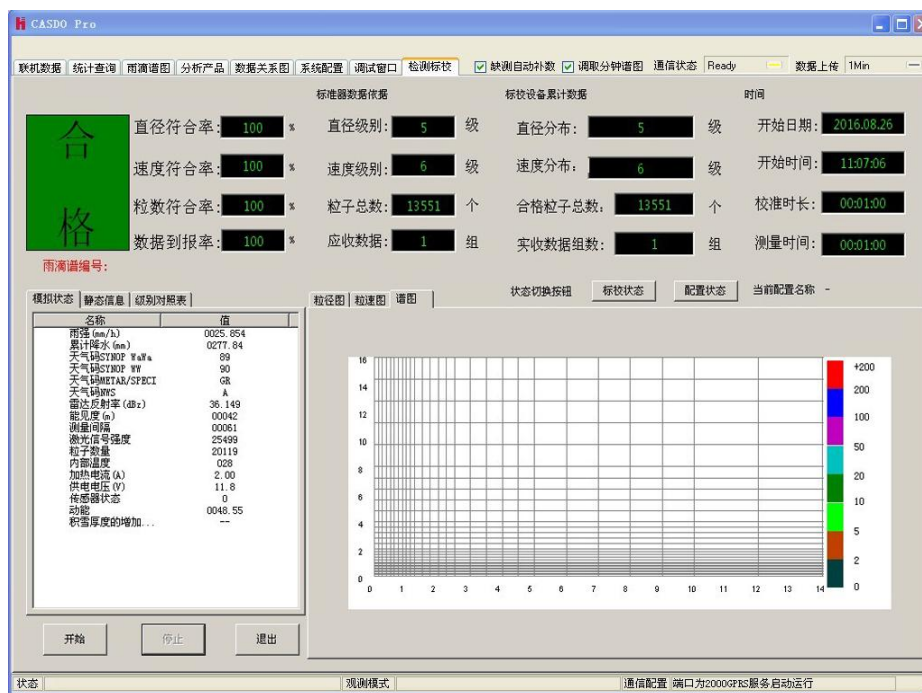 CASDO Pro
联机数据 统计查询 雨滴谱图 分析产品 数据关系图 系统配置 调试窗口 检测标校 缺测自动补数 调取分钟谱图 通信状态 Ready 数据上传 1Min
标准器数据依据 标校设备累计数据 时间
合格
直径符合率: 100 % 直径级别: 5 级 直径分布: 5 级 开始日期: 2016.08.26
速度符合率: 100 % 速度级别: 6 级 速度分布: 6 级 开始时间: 11:07:06
粒数符合率: 100 % 粒子总数: 13551 个 合格粒子总数: 13551 个 校准时长: 00:01:00
数据到报率: 100 % 应收数据: 1 组 实收数据组数: 1 组 测量时间: 00:01:00
雨滴谱编号:
模拟状态 静态信息 级别对照表 粒径图 粒速图 谱图 状态切换按钮 标校状态 配置状态 当前配置名称 -
名称 值
雨强(mm/h) 0025.854
累计降水(mm) 0277.84
天气码SYNOP WaWa 89
天气码SYNOP WW 90
天气码METAR/SPECI GR
天气码NWS A
雷达反射率(dBz) 36.149
能见度(m) 00042
测量间隔 00061
激光信号强度 25499
粒子数量 20119
内部温度 028
加热电流(A) 2.00
供电电压(V) 11.8
传感器状态 0
动能 0048.55
积雪厚度的增加... --
16
14
12
10
8
6
4
2
0
0 1 2 3 4 5 6 7 8 9 10 11 12 13 14
+200
200
100
50
20
10
5
2
0
开始 停止 退出
状态 观测模式 通信配置 端口为2000GPRS服务启动运行